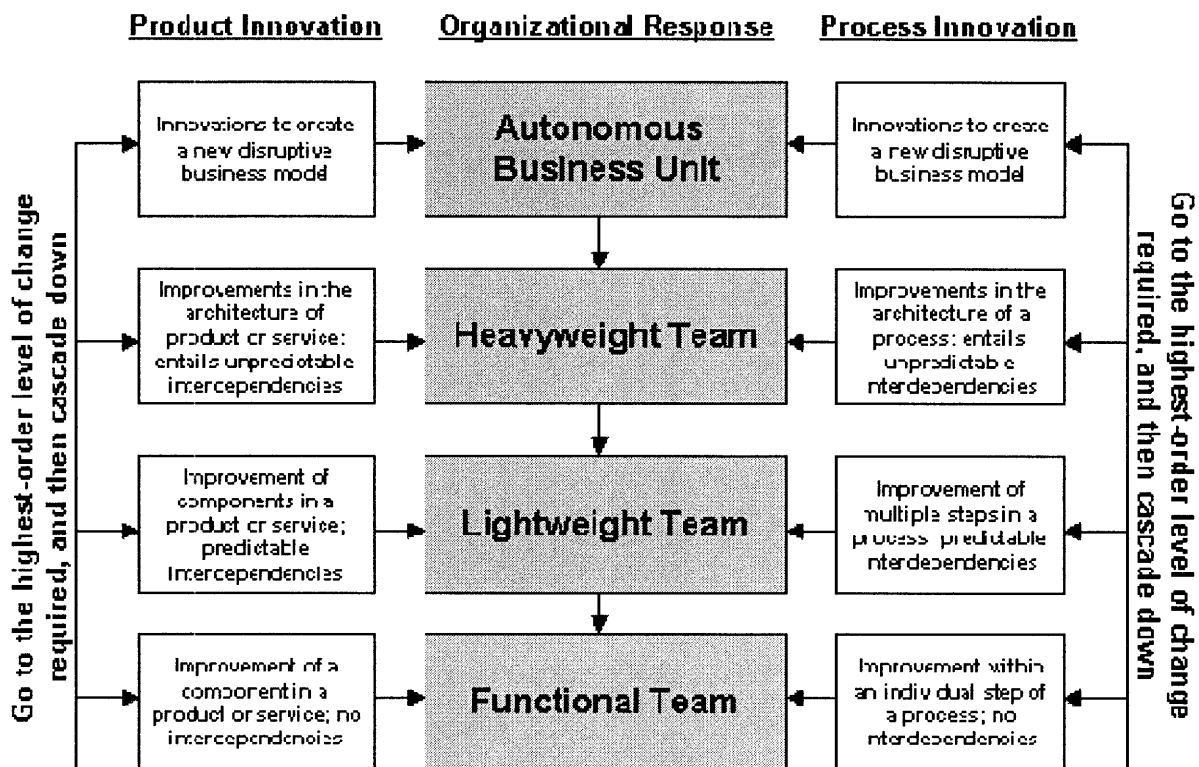 Product Innovation
Organizational Response
Process Innovation
Go to the highest-order level of change
required, and then cascade down
Innovations to create
a new disruptive
business model
Autonomous
Business Unit
Innovations to create
a new disruptive
business model
Improvements in the
architecture of
product or service;
entails unpredictable
interdependencies
Heavyweight Team
Improvements in the
architecture of a
process; entails
unpredictable
interdependencies
Improvement of
components in a
product or service;
predictable
interdependencies
Lightweight Team
Improvement of
multiple steps in a
process; predictable
interdependencies
Improvement of a
component in a
product or service; no
interdependencies
Functional Team
Improvement within
an individual step of
a process; no
interdependencies
Go to the highest-order level of change
required, and then cascade down